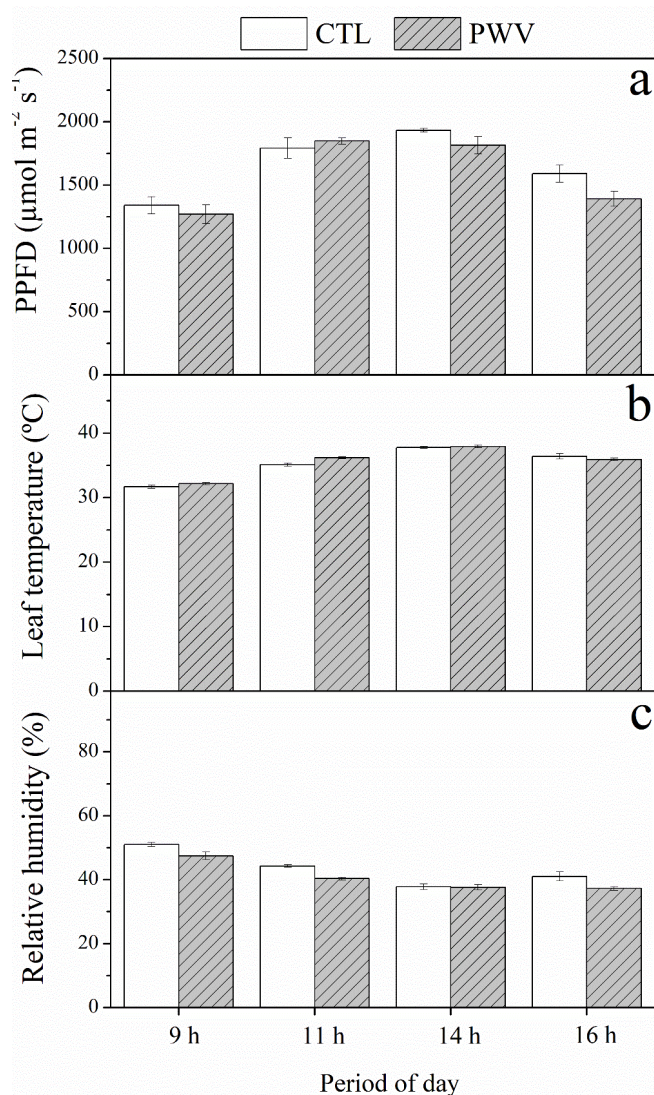 CTL PWV
a
PPFD (μmol m⁻² s⁻¹)
2500
2000
1500
1000
500
0
b
Leaf temperature (ºC)
40
30
20
10
0
c
Relative humidity (%)
80
60
40
20
0
9 h 11 h 14 h 16 h
Period of day